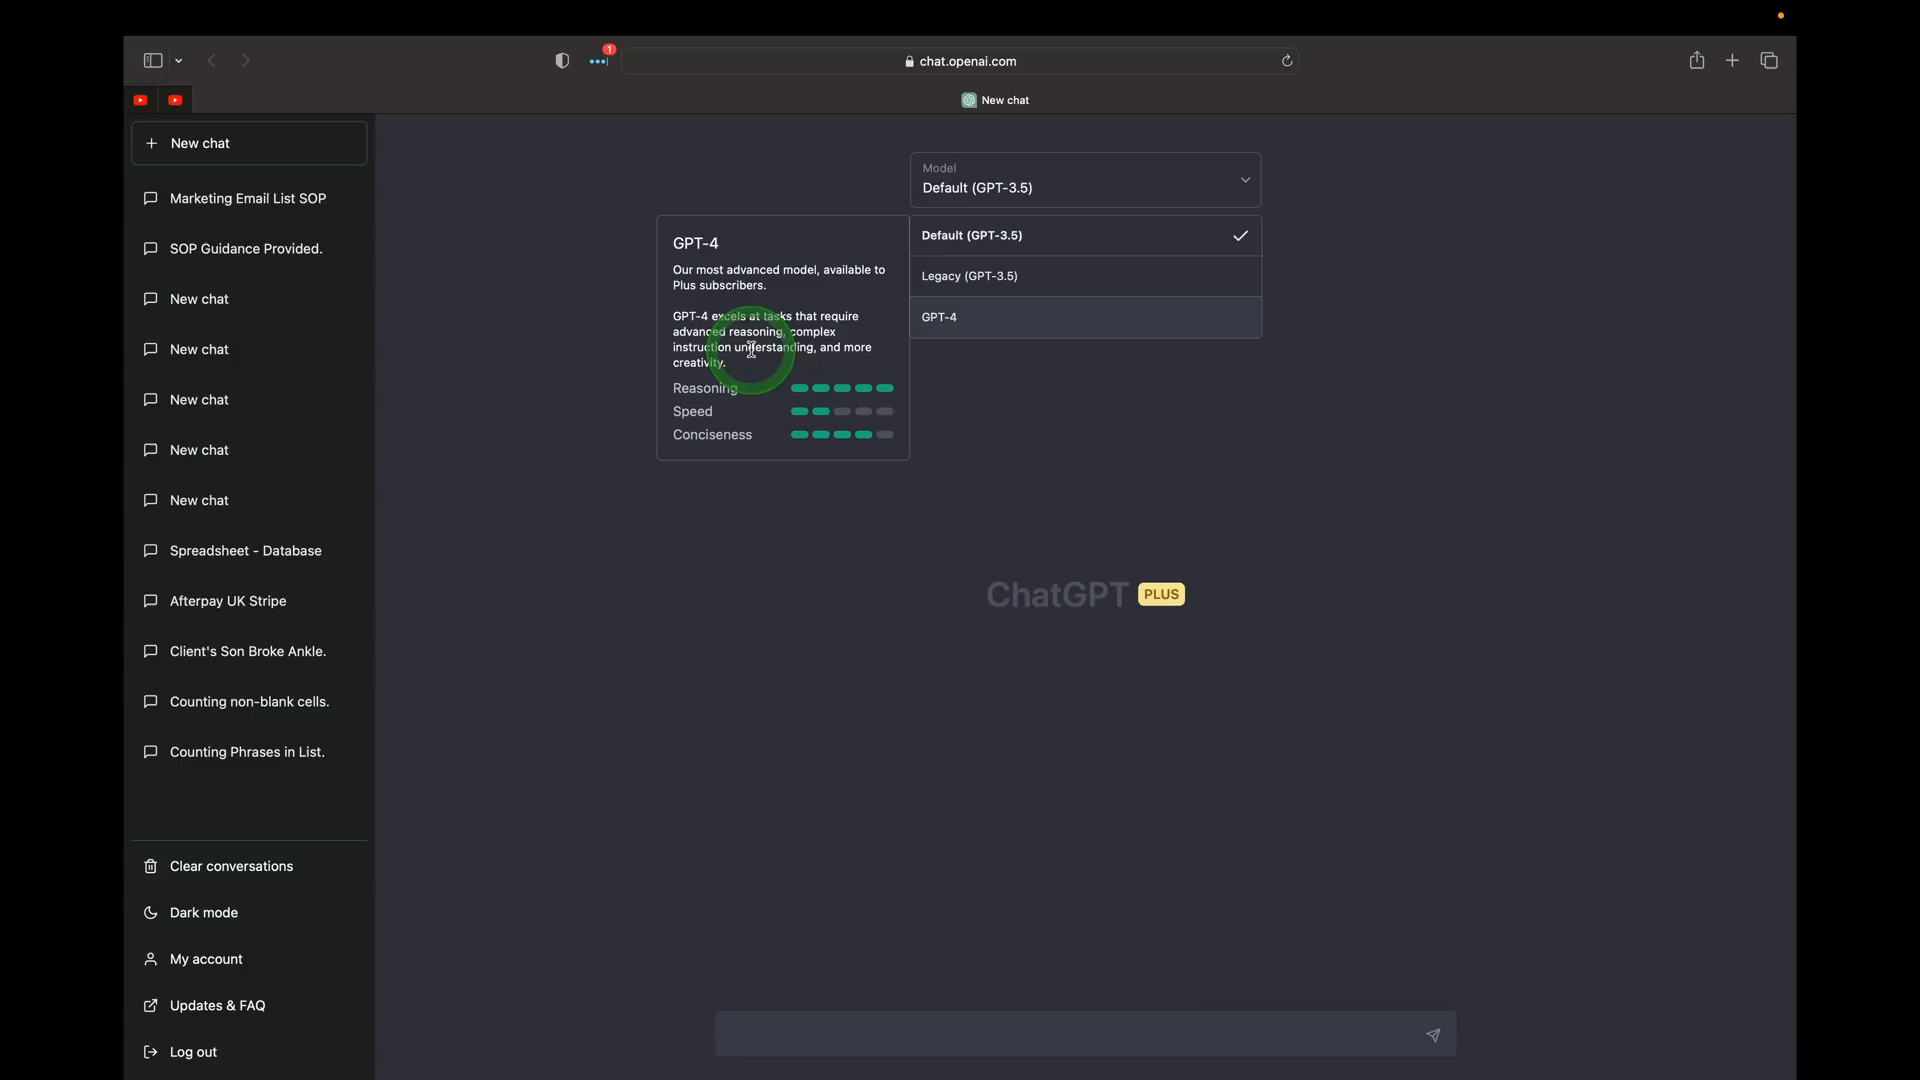 1
chat.openai.com
New chat
New chat
Marketing Email List SOP
SOP Guidance Provided.
New chat
New chat
New chat
New chat
New chat
Spreadsheet - Database
Afterpay UK Stripe
Client's Son Broke Ankle.
Counting non-blank cells.
Counting Phrases in List.
Clear conversations
Dark mode
My account
Updates & FAQ
Log out
Model
Default (GPT-3.5)
Default (GPT-3.5)
Legacy (GPT-3.5)
GPT-4
GPT-4
Our most advanced model, available to
Plus subscribers.
GPT-4 excels at tasks that require
advanced reasoning, complex
instruction understanding, and more
creativity.
Reasoning
Speed
Conciseness
ChatGPT PLUS